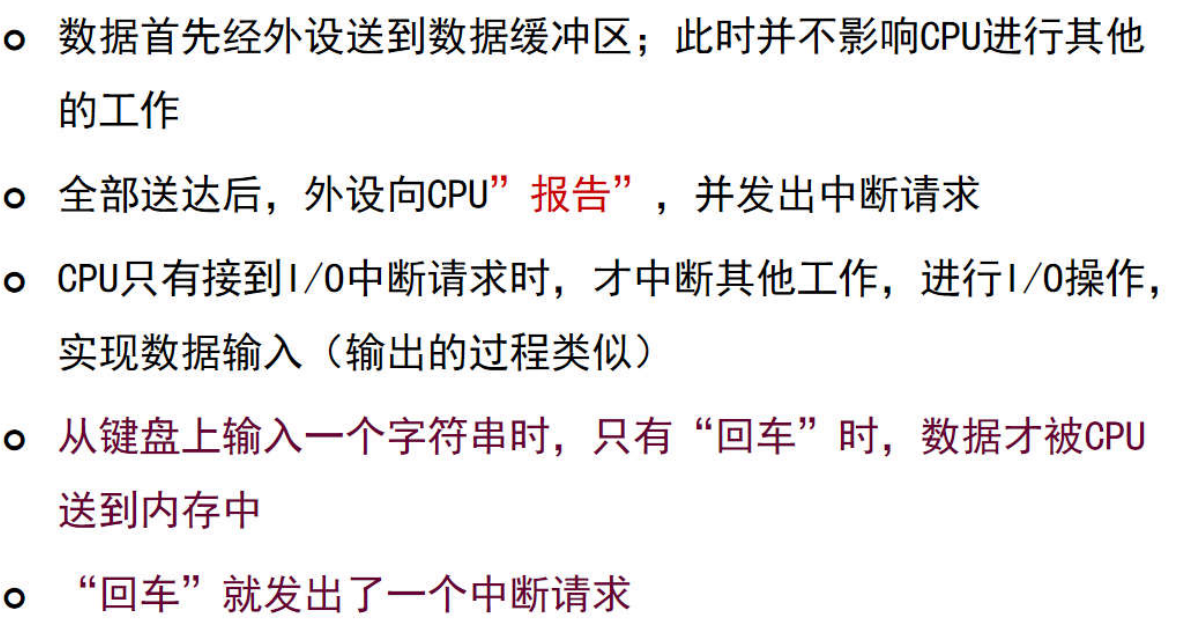 数据首先经外设送到数据缓冲区；此时并不影响CPU进行其他
的工作
全部送达后，外设向CPU”报告”，并发出中断请求
CPU只有接到I/O中断请求时，才中断其他工作，进行I/O操作，
实现数据输入（输出的过程类似）
从键盘上输入一个字符串时，只有“回车”时，数据才被CPU
送到内存中
“回车”就发出了一个中断请求